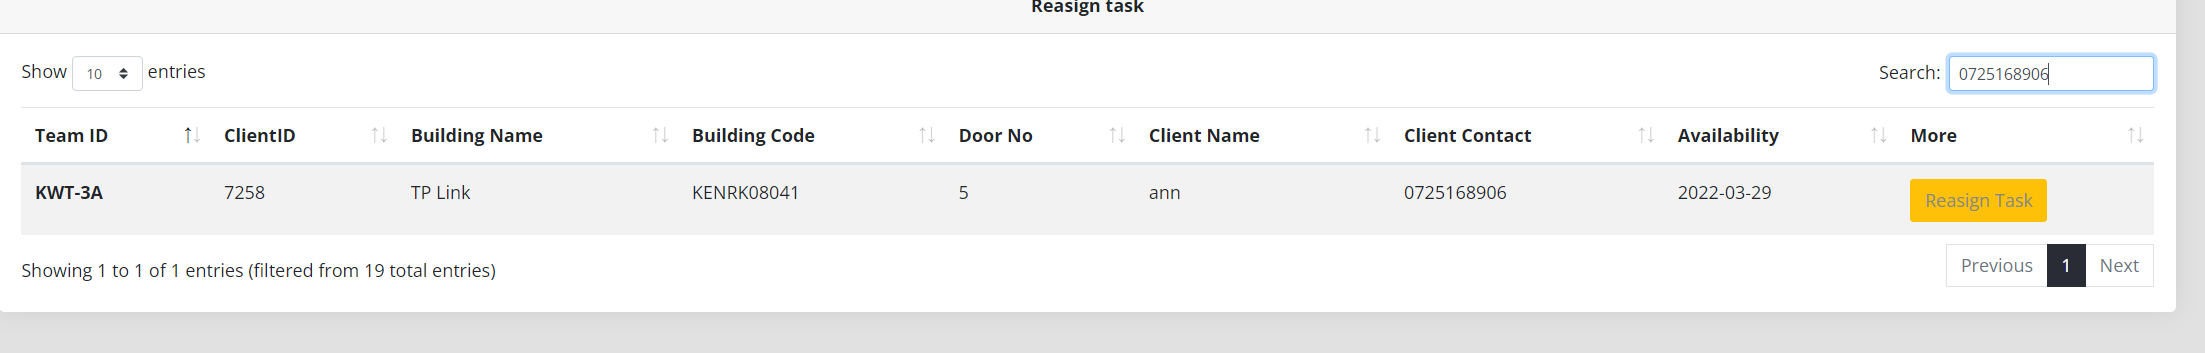 Reasign task
Show 10 entries
Search: 0725168906
Team ID ClientID Building Name Building Code Door No Client Name Client Contact Availability More
KWT-3A 7258 TP Link KENRK08041 5 ann 0725168906 2022-03-29 Reasign Task
Showing 1 to 1 of 1 entries (filtered from 19 total entries)
Previous 1 Next